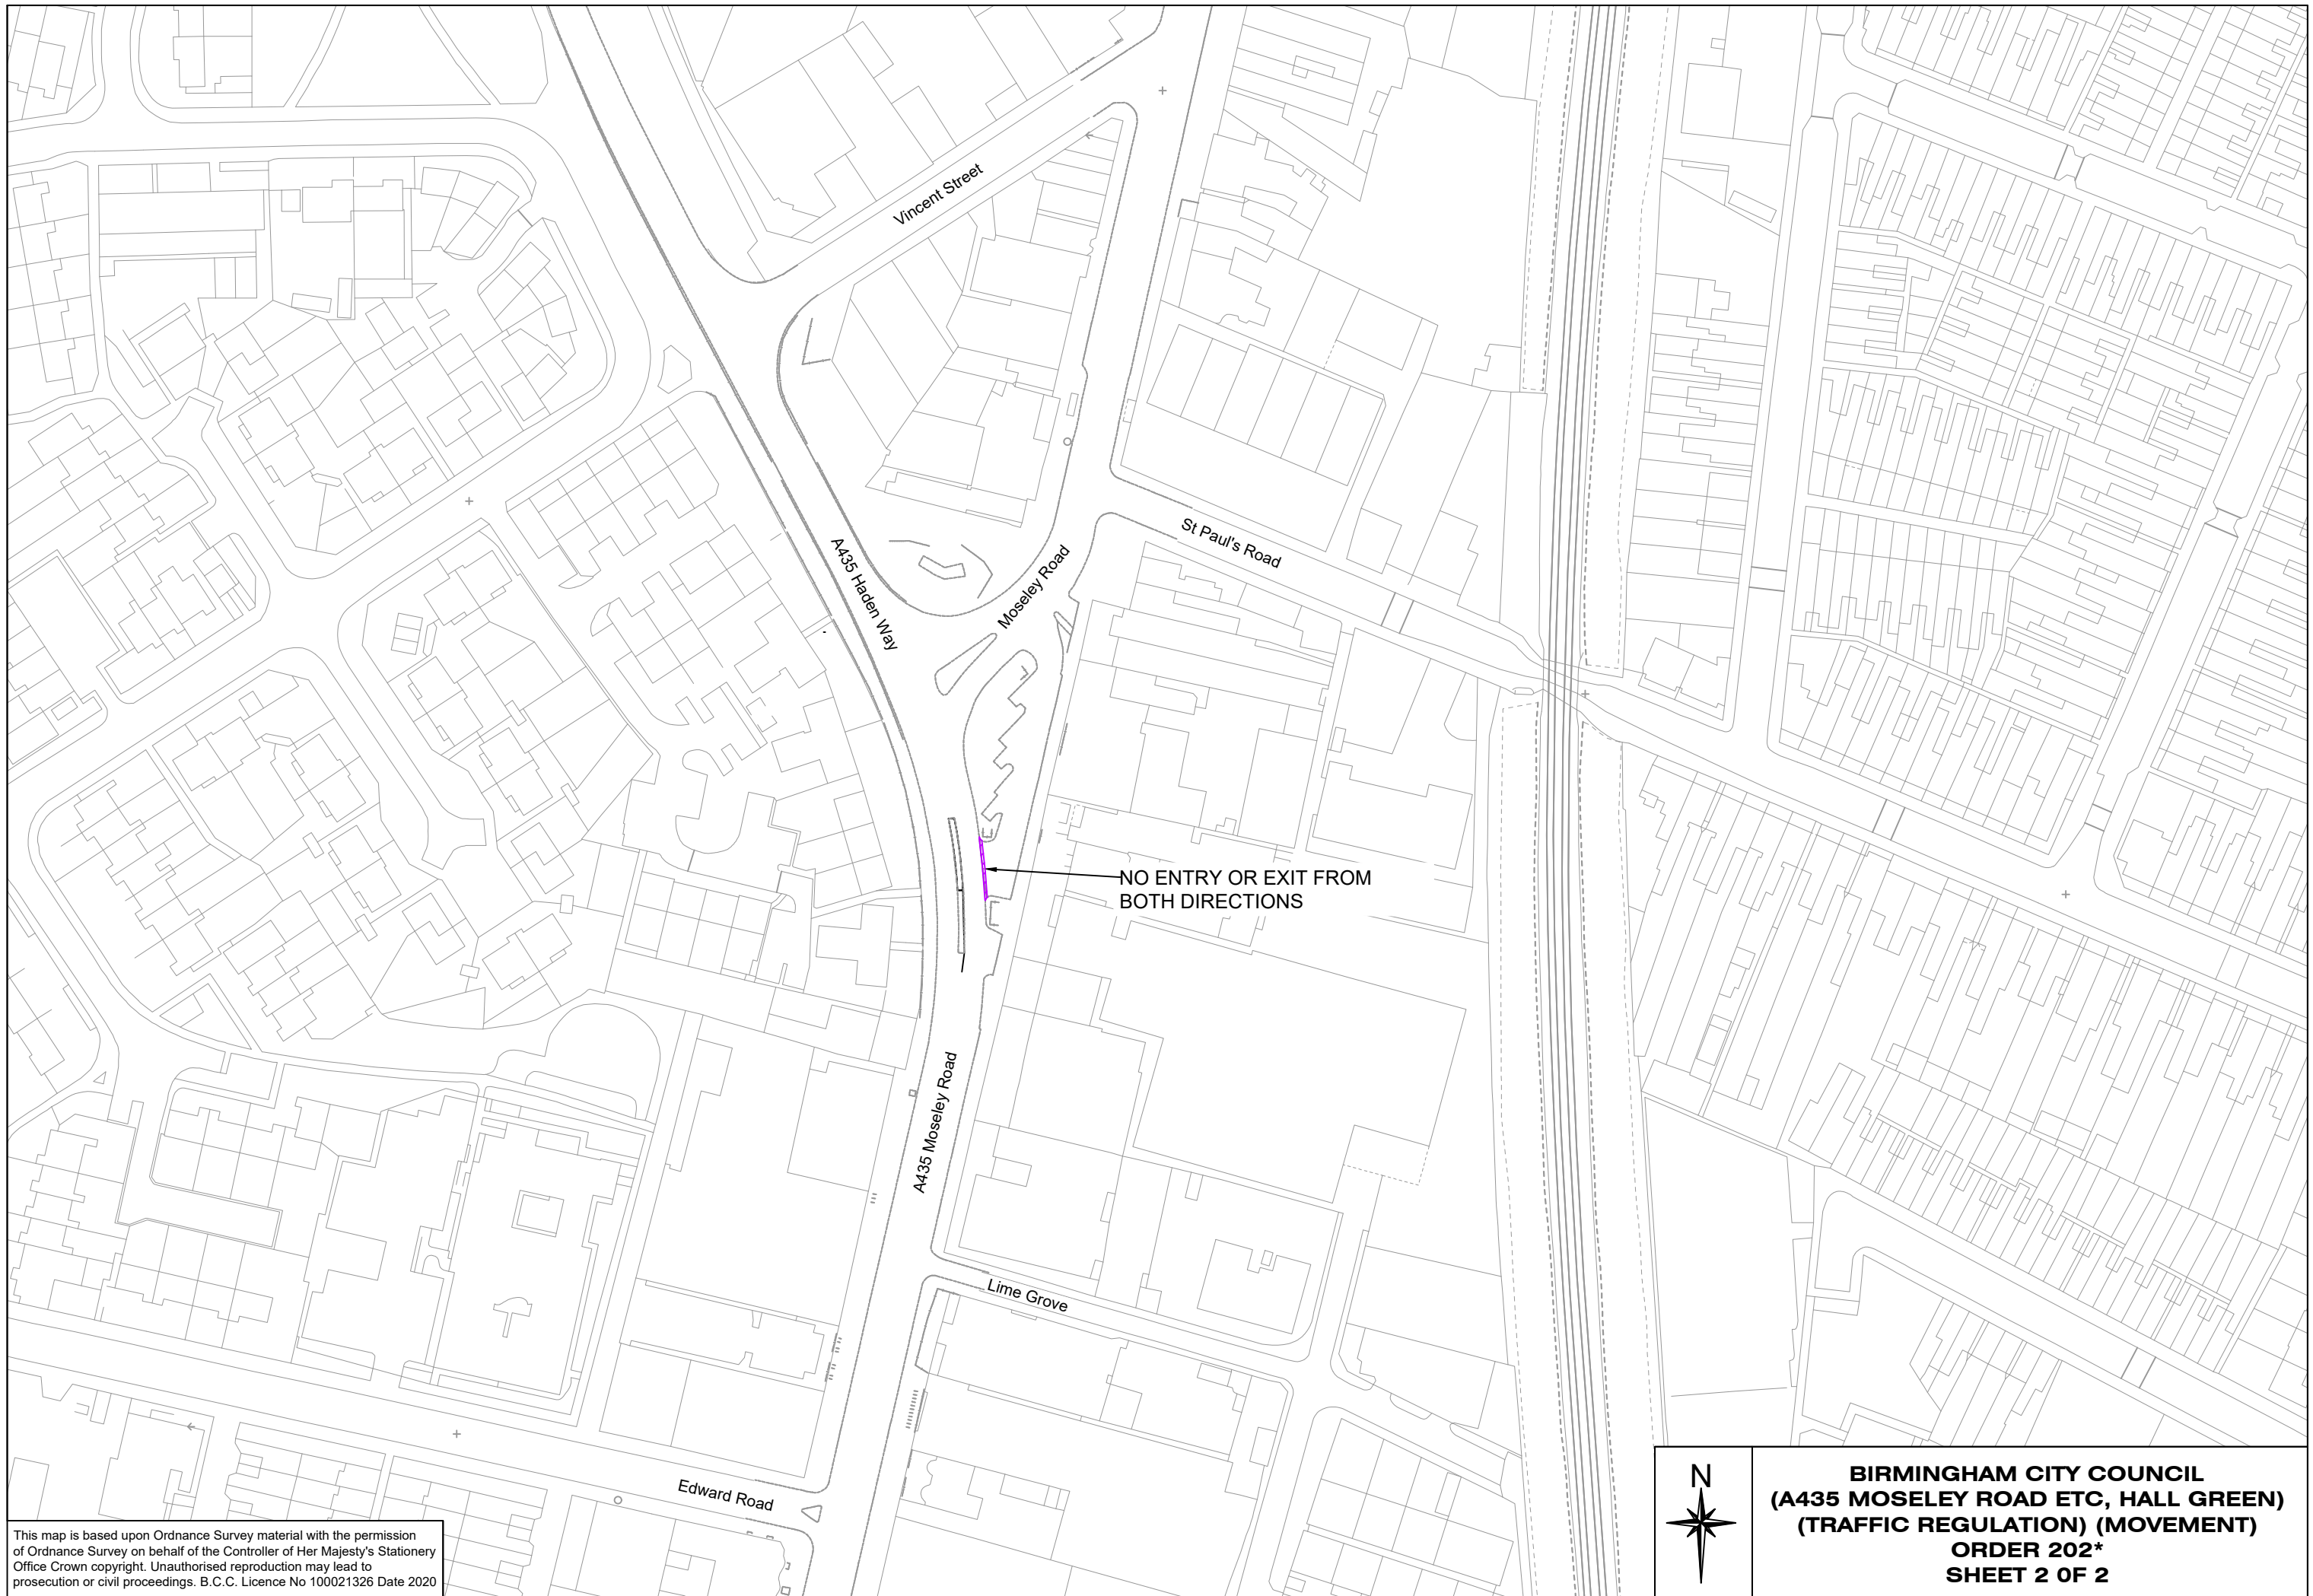 Vincent Street
St Paul's Road
Moseley Road
A435 Haden Way
NO ENTRY OR EXIT FROM
BOTH DIRECTIONS
A435 Moseley Road
Lime Grove
Edward Road
This map is based upon Ordnance Survey material with the permission
of Ordnance Survey on behalf of the Controller of Her Majesty's Stationery
Office Crown copyright. Unauthorised reproduction may lead to
prosecution or civil proceedings. B.C.C. Licence No 100021326 Date 2020
N
BIRMINGHAM CITY COUNCIL
(A435 MOSELEY ROAD ETC, HALL GREEN)
(TRAFFIC REGULATION) (MOVEMENT)
ORDER 202*
SHEET 2 0F 2